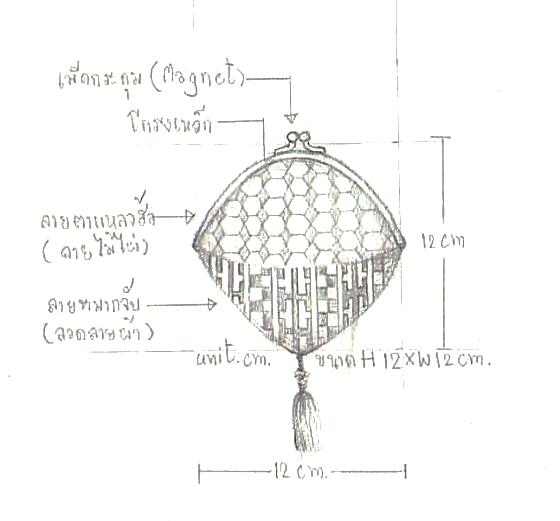 เม็ดกระดุม (Magnet)
โครงเหล็ก
ลายตาแหลวฮือ
(ลายไม้ไผ่)
12 cm
ลายหมากจับ
(ลวดลายผ้า)
unit: cm. ขนาด H 12 X W 12 cm.
12 cm.